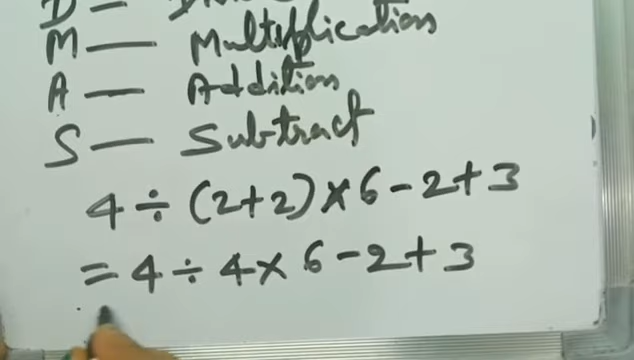 D —
M — Multiplication
A — Addition
S — Subtract
4 ÷ (2+2) × 6 - 2 + 3
= 4 ÷ 4 × 6 - 2 + 3